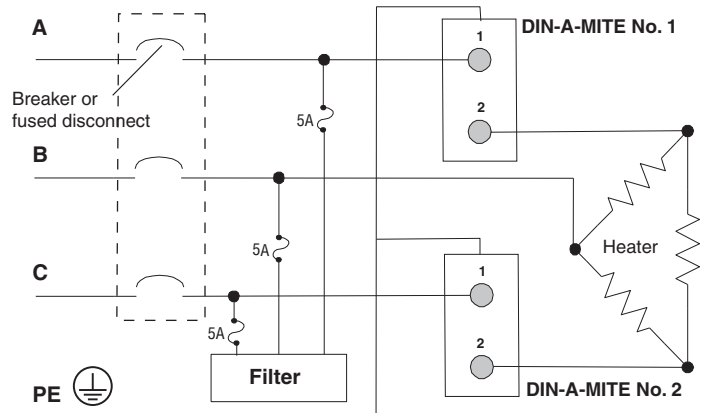 A
1
DIN-A-MITE No. 1
Breaker or
fused disconnect
5A
2
B
5A
Heater
C
1
5A
2
Filter
PE
DIN-A-MITE No. 2